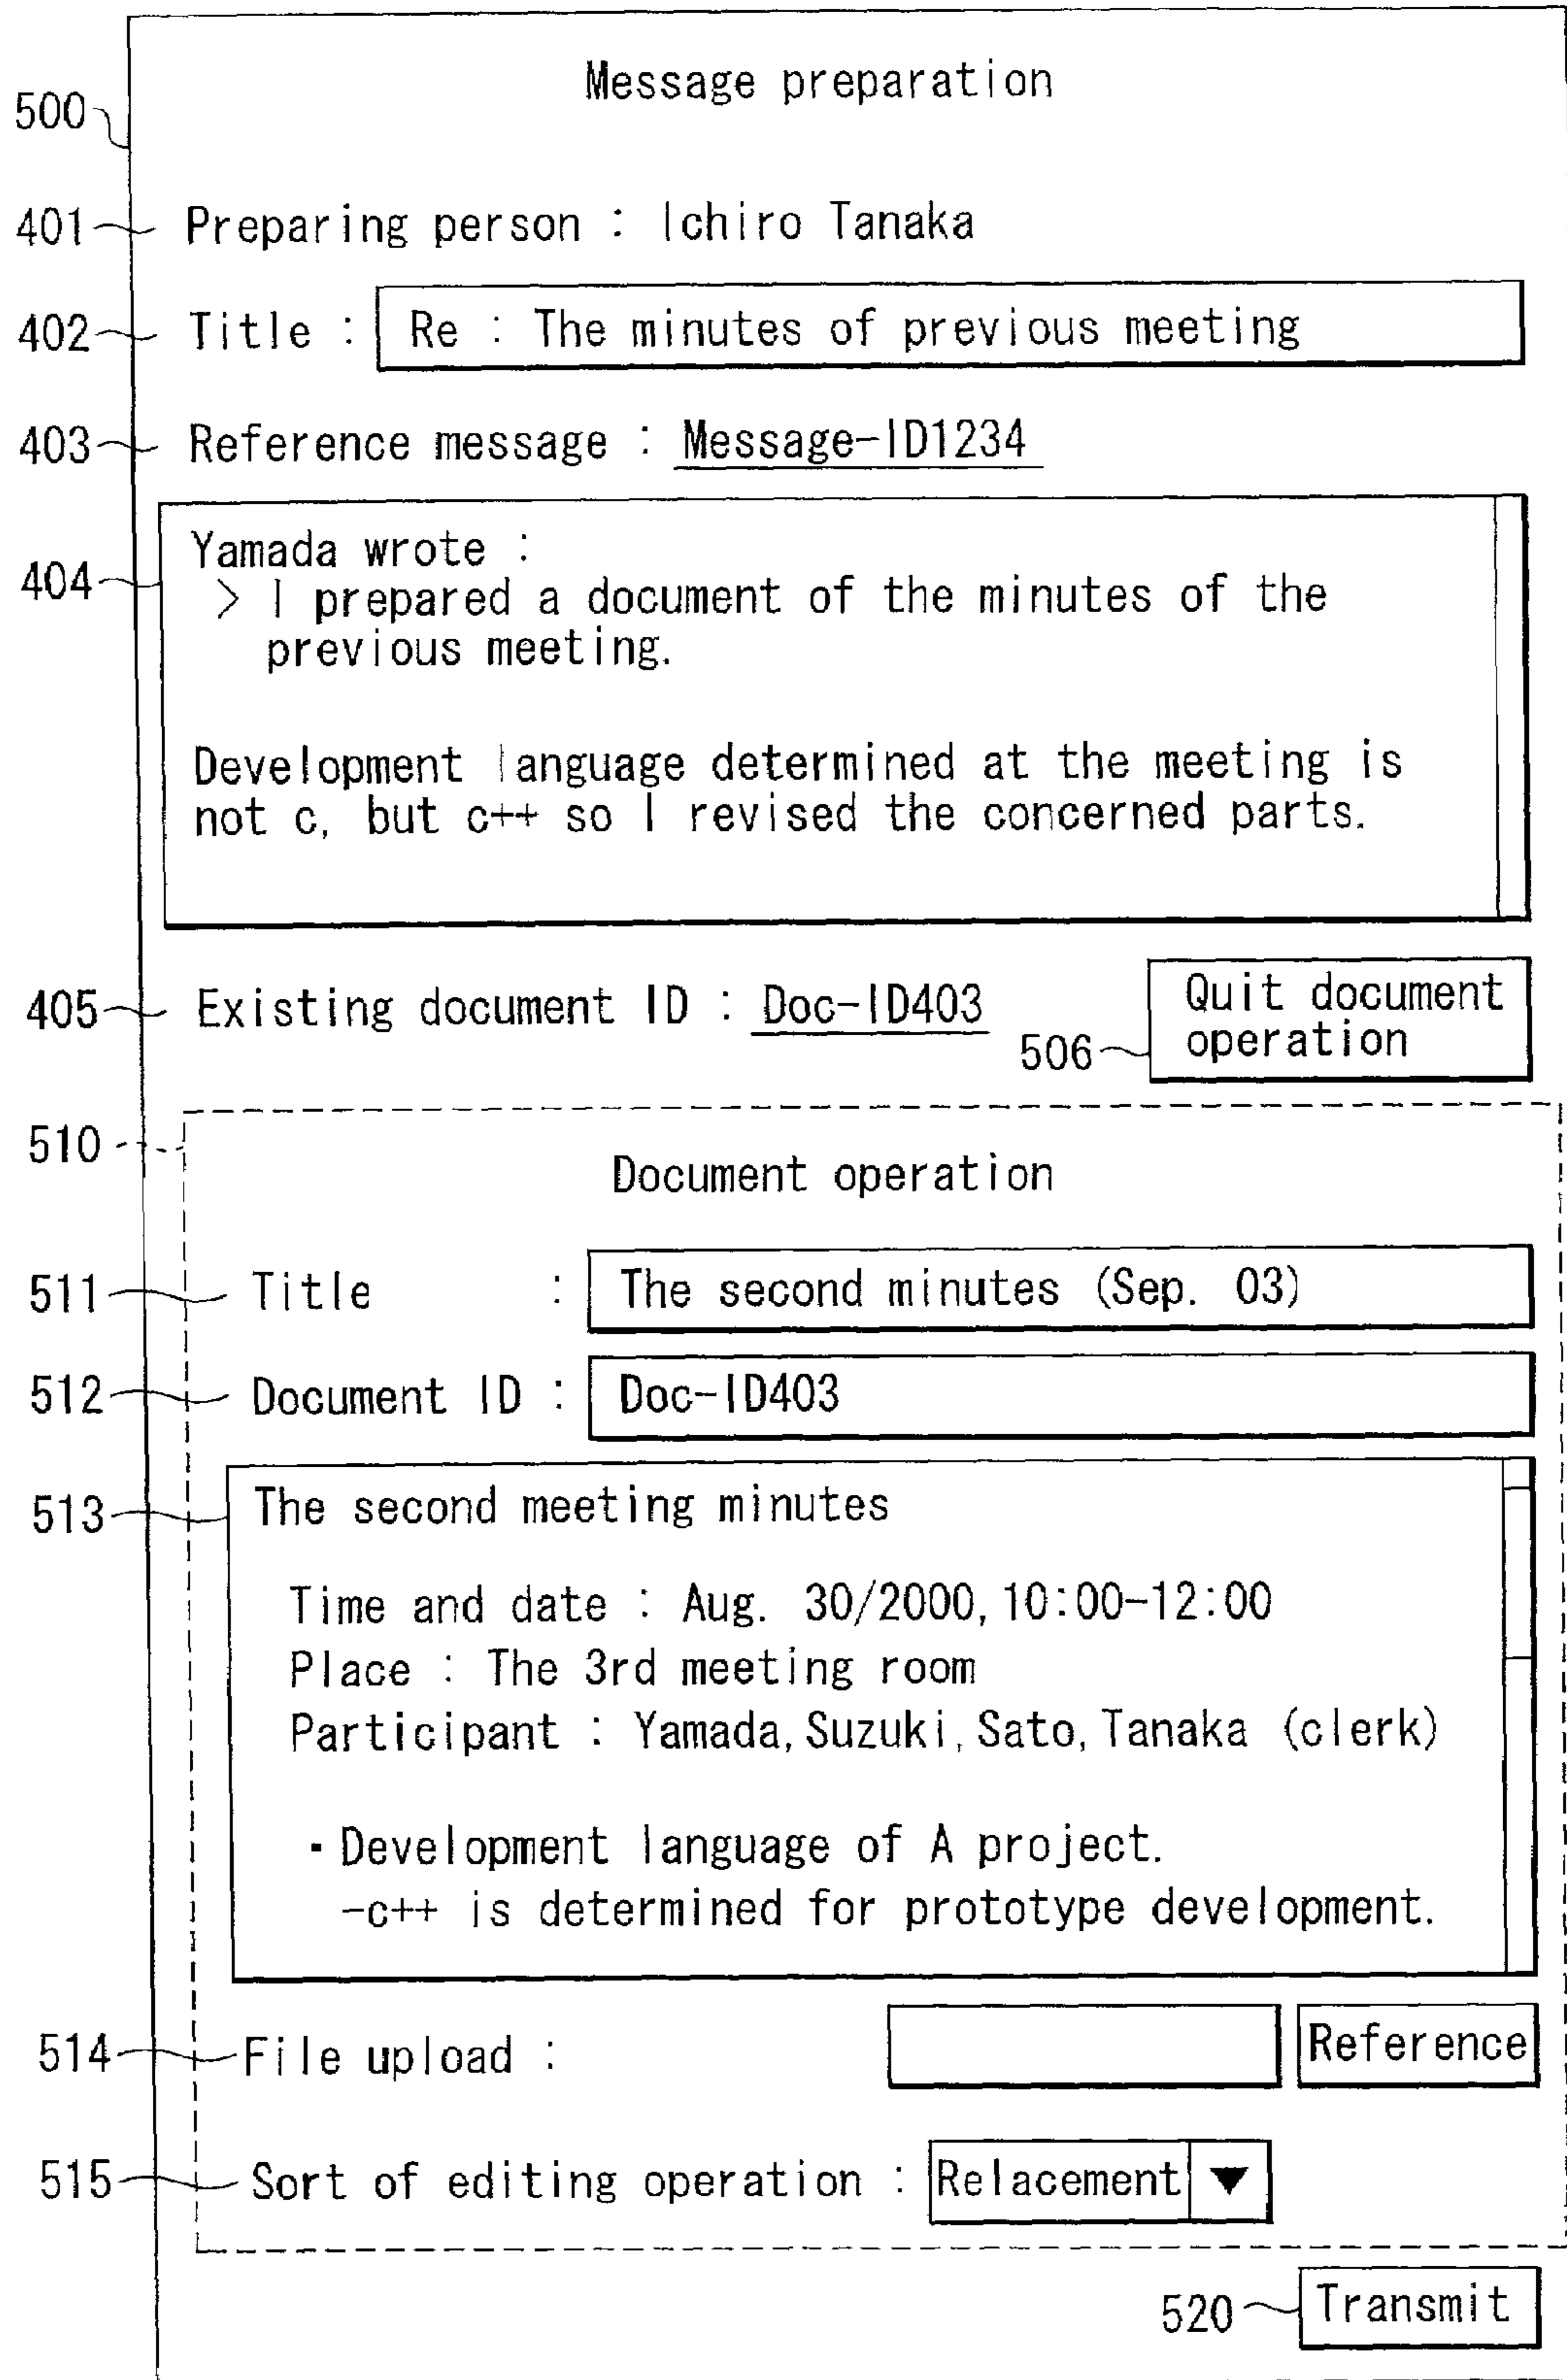 Message preparation
500
401 Preparing person : Ichiro Tanaka
402 Title : Re : The minutes of previous meeting
403 Reference message : Message-ID1234
404
Yamada wrote :
> I prepared a document of the minutes of the
previous meeting.
Development language determined at the meeting is
not c, but c++ so I revised the concerned parts.
405 Existing document ID : Doc-ID403
506
Quit document
operation
510
Document operation
511 Title : The second minutes (Sep. 03)
512 Document ID : Doc-ID403
513
The second meeting minutes
Time and date : Aug. 30/2000, 10:00-12:00
Place : The 3rd meeting room
Participant : Yamada, Suzuki, Sato, Tanaka (clerk)
▪ Development language of A project.
-c++ is determined for prototype development.
514 File upload : Reference
515 Sort of editing operation : Relacement ▼
520 Transmit